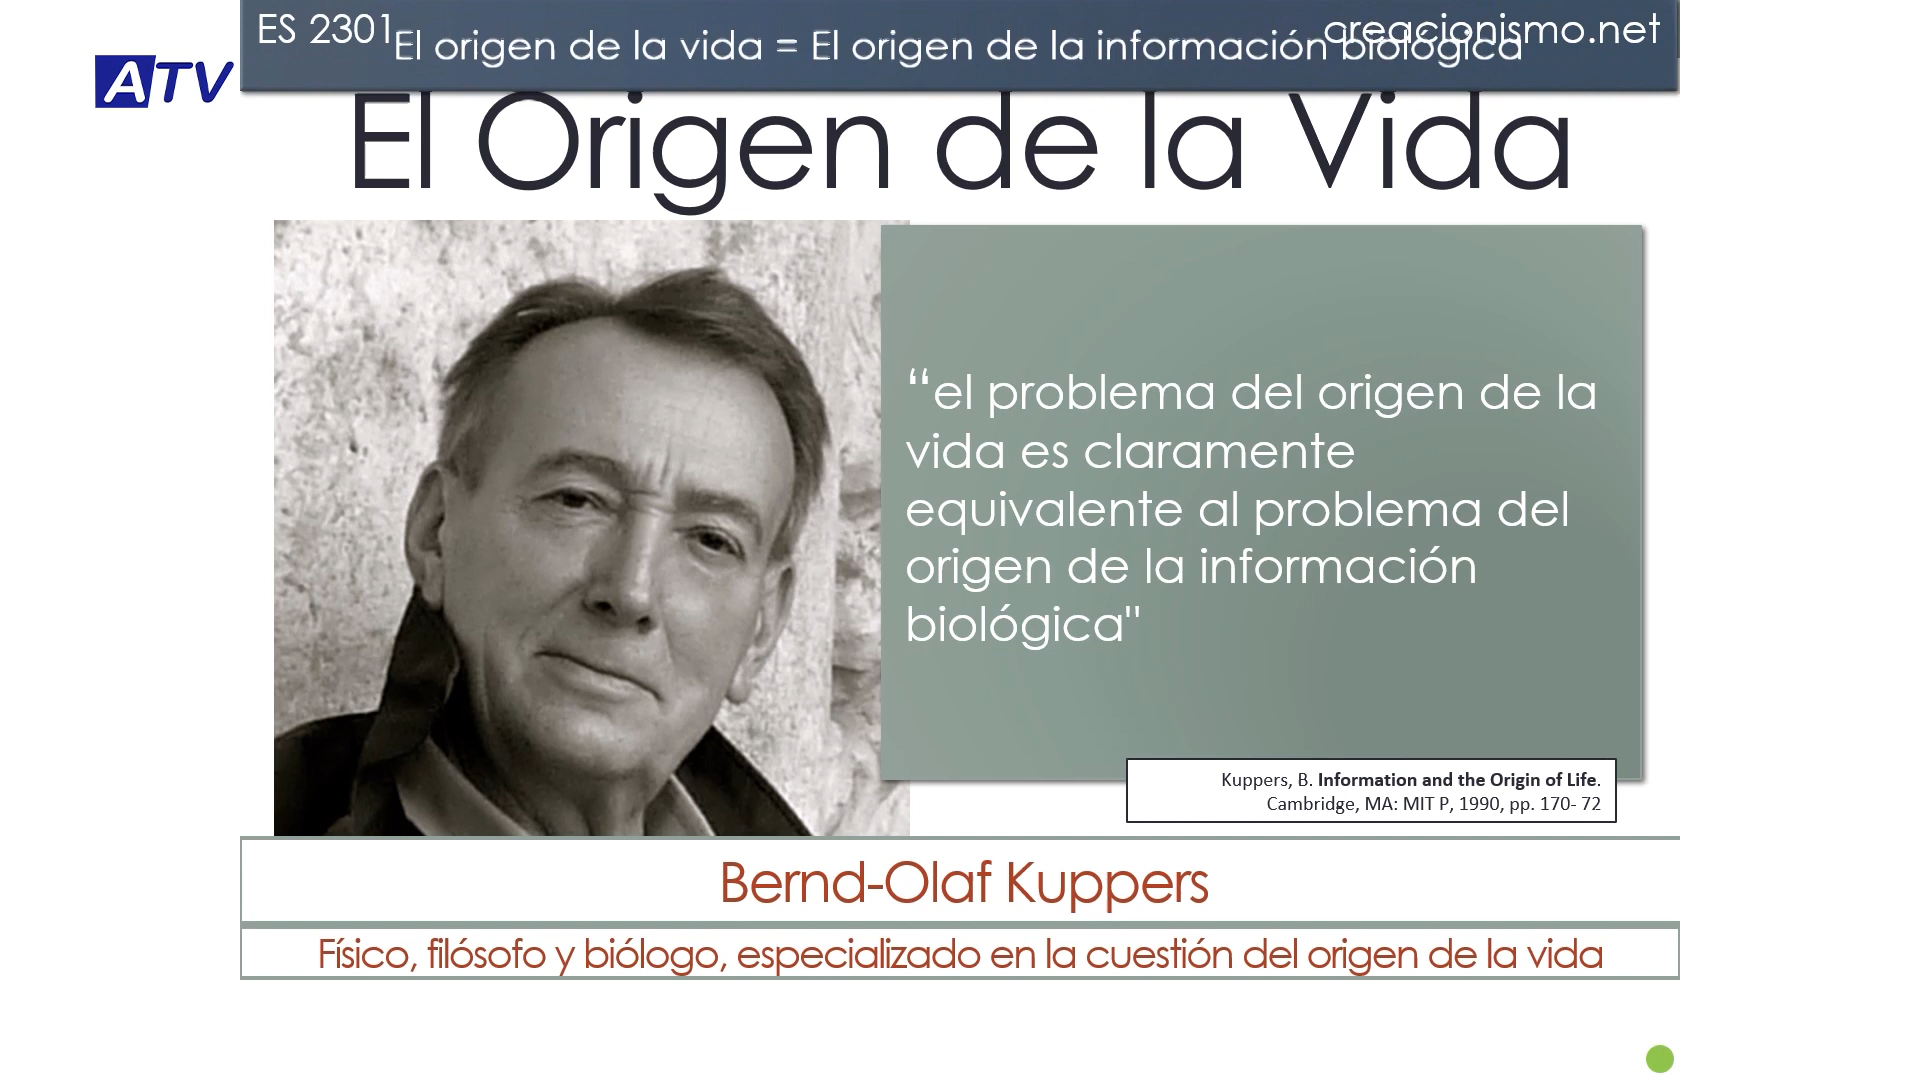 ES 2301
El origen de la vida = El origen de la información biológica
creacionismo.net
ATV
El Origen de la Vida
“el problema del origen de la
vida es claramente
equivalente al problema del
origen de la información
biológica"
Kuppers, B. Information and the Origin of Life.
Cambridge, MA: MIT P, 1990, pp. 170- 72
Bernd-Olaf Kuppers
Físico, filósofo y biólogo, especializado en la cuestión del origen de la vida